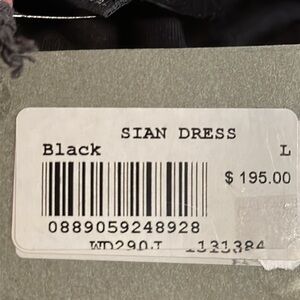 SIAN DRESS
Black L
$ 195.00
0889059248928